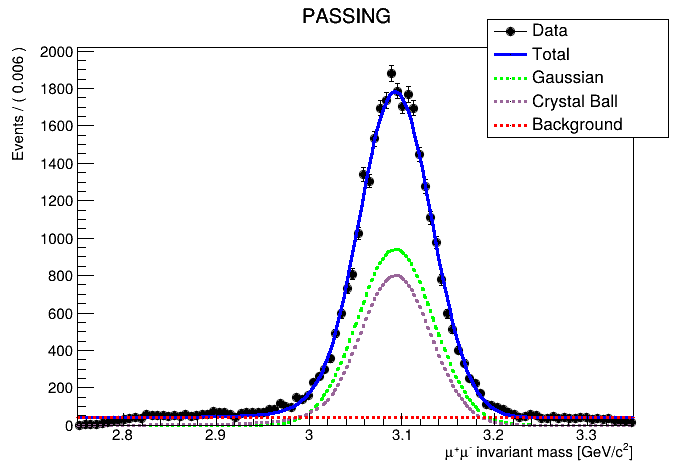 PASSING
Data
Total
Gaussian
Crystal Ball
Background
Events / ( 0.006 )
2000
1800
1600
1400
1200
1000
800
600
400
200
0
2.8 2.9 3 3.1 3.2 3.3
μ⁺μ⁻ invariant mass [GeV/c²]